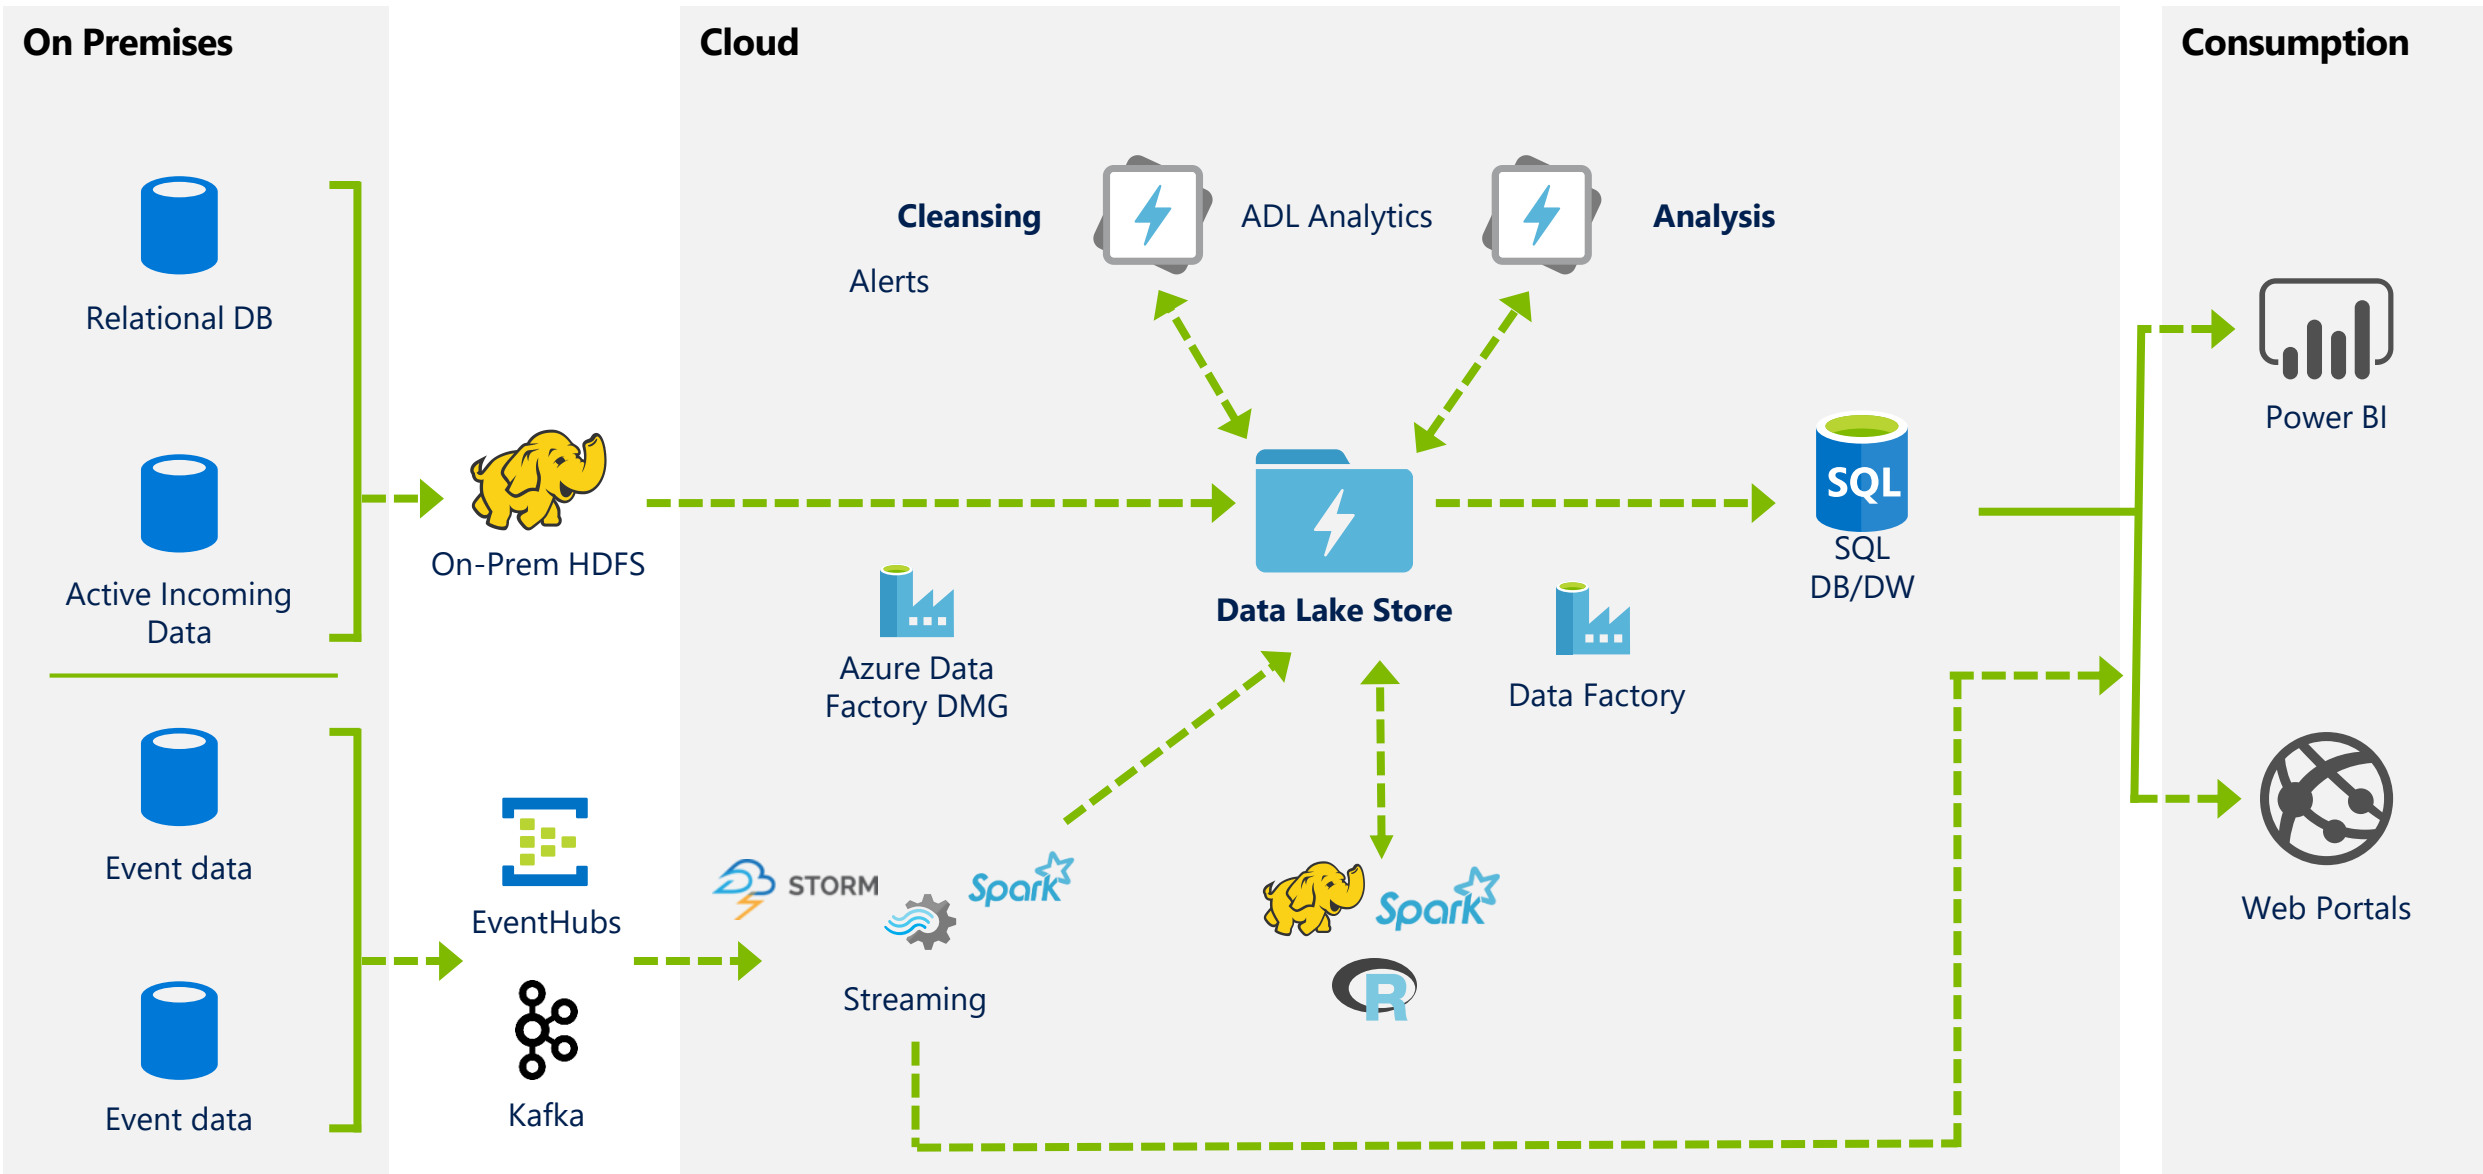 On Premises
Cloud
Consumption
Relational DB
Active Incoming
Data
Event data
Event data
On-Prem HDFS
EventHubs
Kafka
Cleansing
ADL Analytics
Analysis
Alerts
Data Lake Store
Azure Data
Factory DMG
Data Factory
SQL
SQL
DB/DW
STORM
Spark
Streaming
Spark
R
Power BI
Web Portals